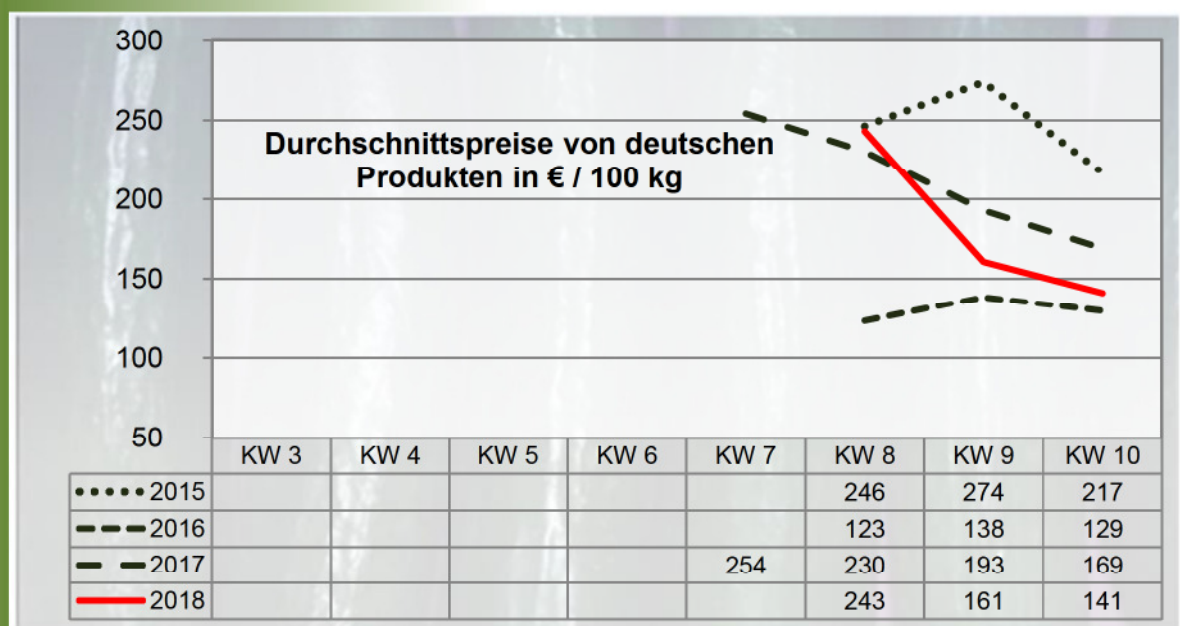 300
250
200
150
100
50
Durchschnittspreise von deutschen
Produkten in € / 100 kg
KW 3 KW 4 KW 5 KW 6 KW 7 KW 8 KW 9 KW 10
2015 246 274 217
2016 123 138 129
2017 254 230 193 169
2018 243 161 141